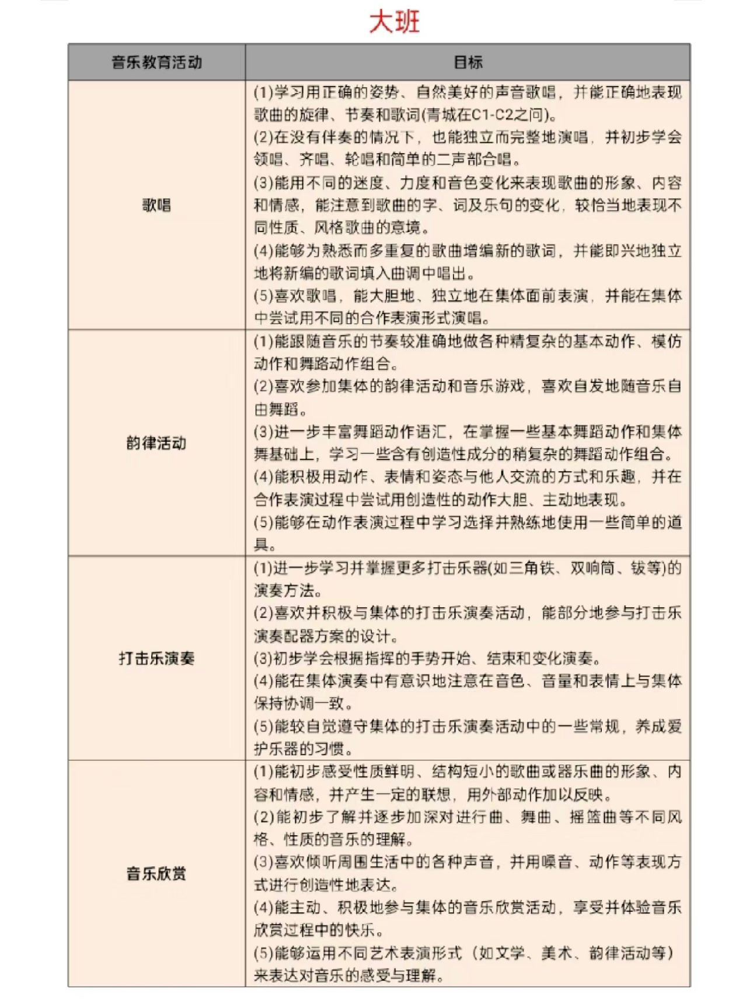 大班
音乐教育活动
目标
歌唱
(1)学习用正确的姿势、自然美好的声音歌唱，并能正确地表现
歌曲的旋律、节奏和歌词(青城在C1-C2之问)。
(2)在没有伴奏的情况下，也能独立而完整地演唱，并初步学会
领唱、齐唱、轮唱和简单的二声部合唱。
(3)能用不同的迷度、力度和音色变化来表现歌曲的形象、内容
和情感，能注意到歌曲的字、词及乐句的变化，较恰当地表现不
同性质、风格歌曲的意境。
(4)能够为熟悉而多重复的歌曲增编新的歌词，并能即兴地独立
地将新编的歌词填入曲调中唱出。
(5)喜欢歌唱，能大胆地、独立地在集体面前表演，并能在集体
中尝试用不同的合作表演形式演唱。
韵律活动
(1)能跟随音乐的节奏较准确地做各种精复杂的基本动作、模仿
动作和舞路动作组合。
(2)喜欢参加集体的韵律活动和音乐游戏，喜欢自发地随音乐自
由舞蹈。
(3)进一步丰富舞蹈动作语汇，在掌握一些基本舞蹈动作和集体
舞基础上，学习一些含有创造性成分的稍复杂的舞蹈动作组合。
(4)能积极用动作、表情和姿态与他人交流的方式和乐趣，并在
合作表演过程中尝试用创造性的动作大胆、主动地表现。
(5)能够在动作表演过程中学习选择并熟练地使用一些简单的道
具。
打击乐演奏
(1)进一步学习并掌握更多打击乐器(如三角铁、双响筒、钹等)的
演奏方法。
(2)喜欢并积极与集体的打击乐演奏活动，能部分地参与打击乐
演奏配器方案的设计。
(3)初步学会根据指挥的手势开始、结束和变化演奏。
(4)能在集体演奏中有意识地注意在音色、音量和表情上与集体
保持协调一致。
(5)能较自觉遵守集体的打击乐演奏活动中的一些常规，养成爱
护乐器的习惯。
音乐欣赏
(1)能初步感受性质鲜明、结构短小的歌曲或器乐曲的形象、内
容和情感，并产生一定的联想，用外部动作加以反映。
(2)能初步了解并逐步加深对进行曲、舞曲、摇篮曲等不同风
格、性质的音乐的理解。
(3)喜欢倾听周围生活中的各种声音，并用嗓音、动作等表现方
式进行创造性地表达。
(4)能主动、积极地参与集体的音乐欣赏活动，享受并体验音乐
欣赏过程中的快乐。
(5)能够运用不同艺术表演形式（如文学、美术、韵律活动等）
来表达对音乐的感受与理解。